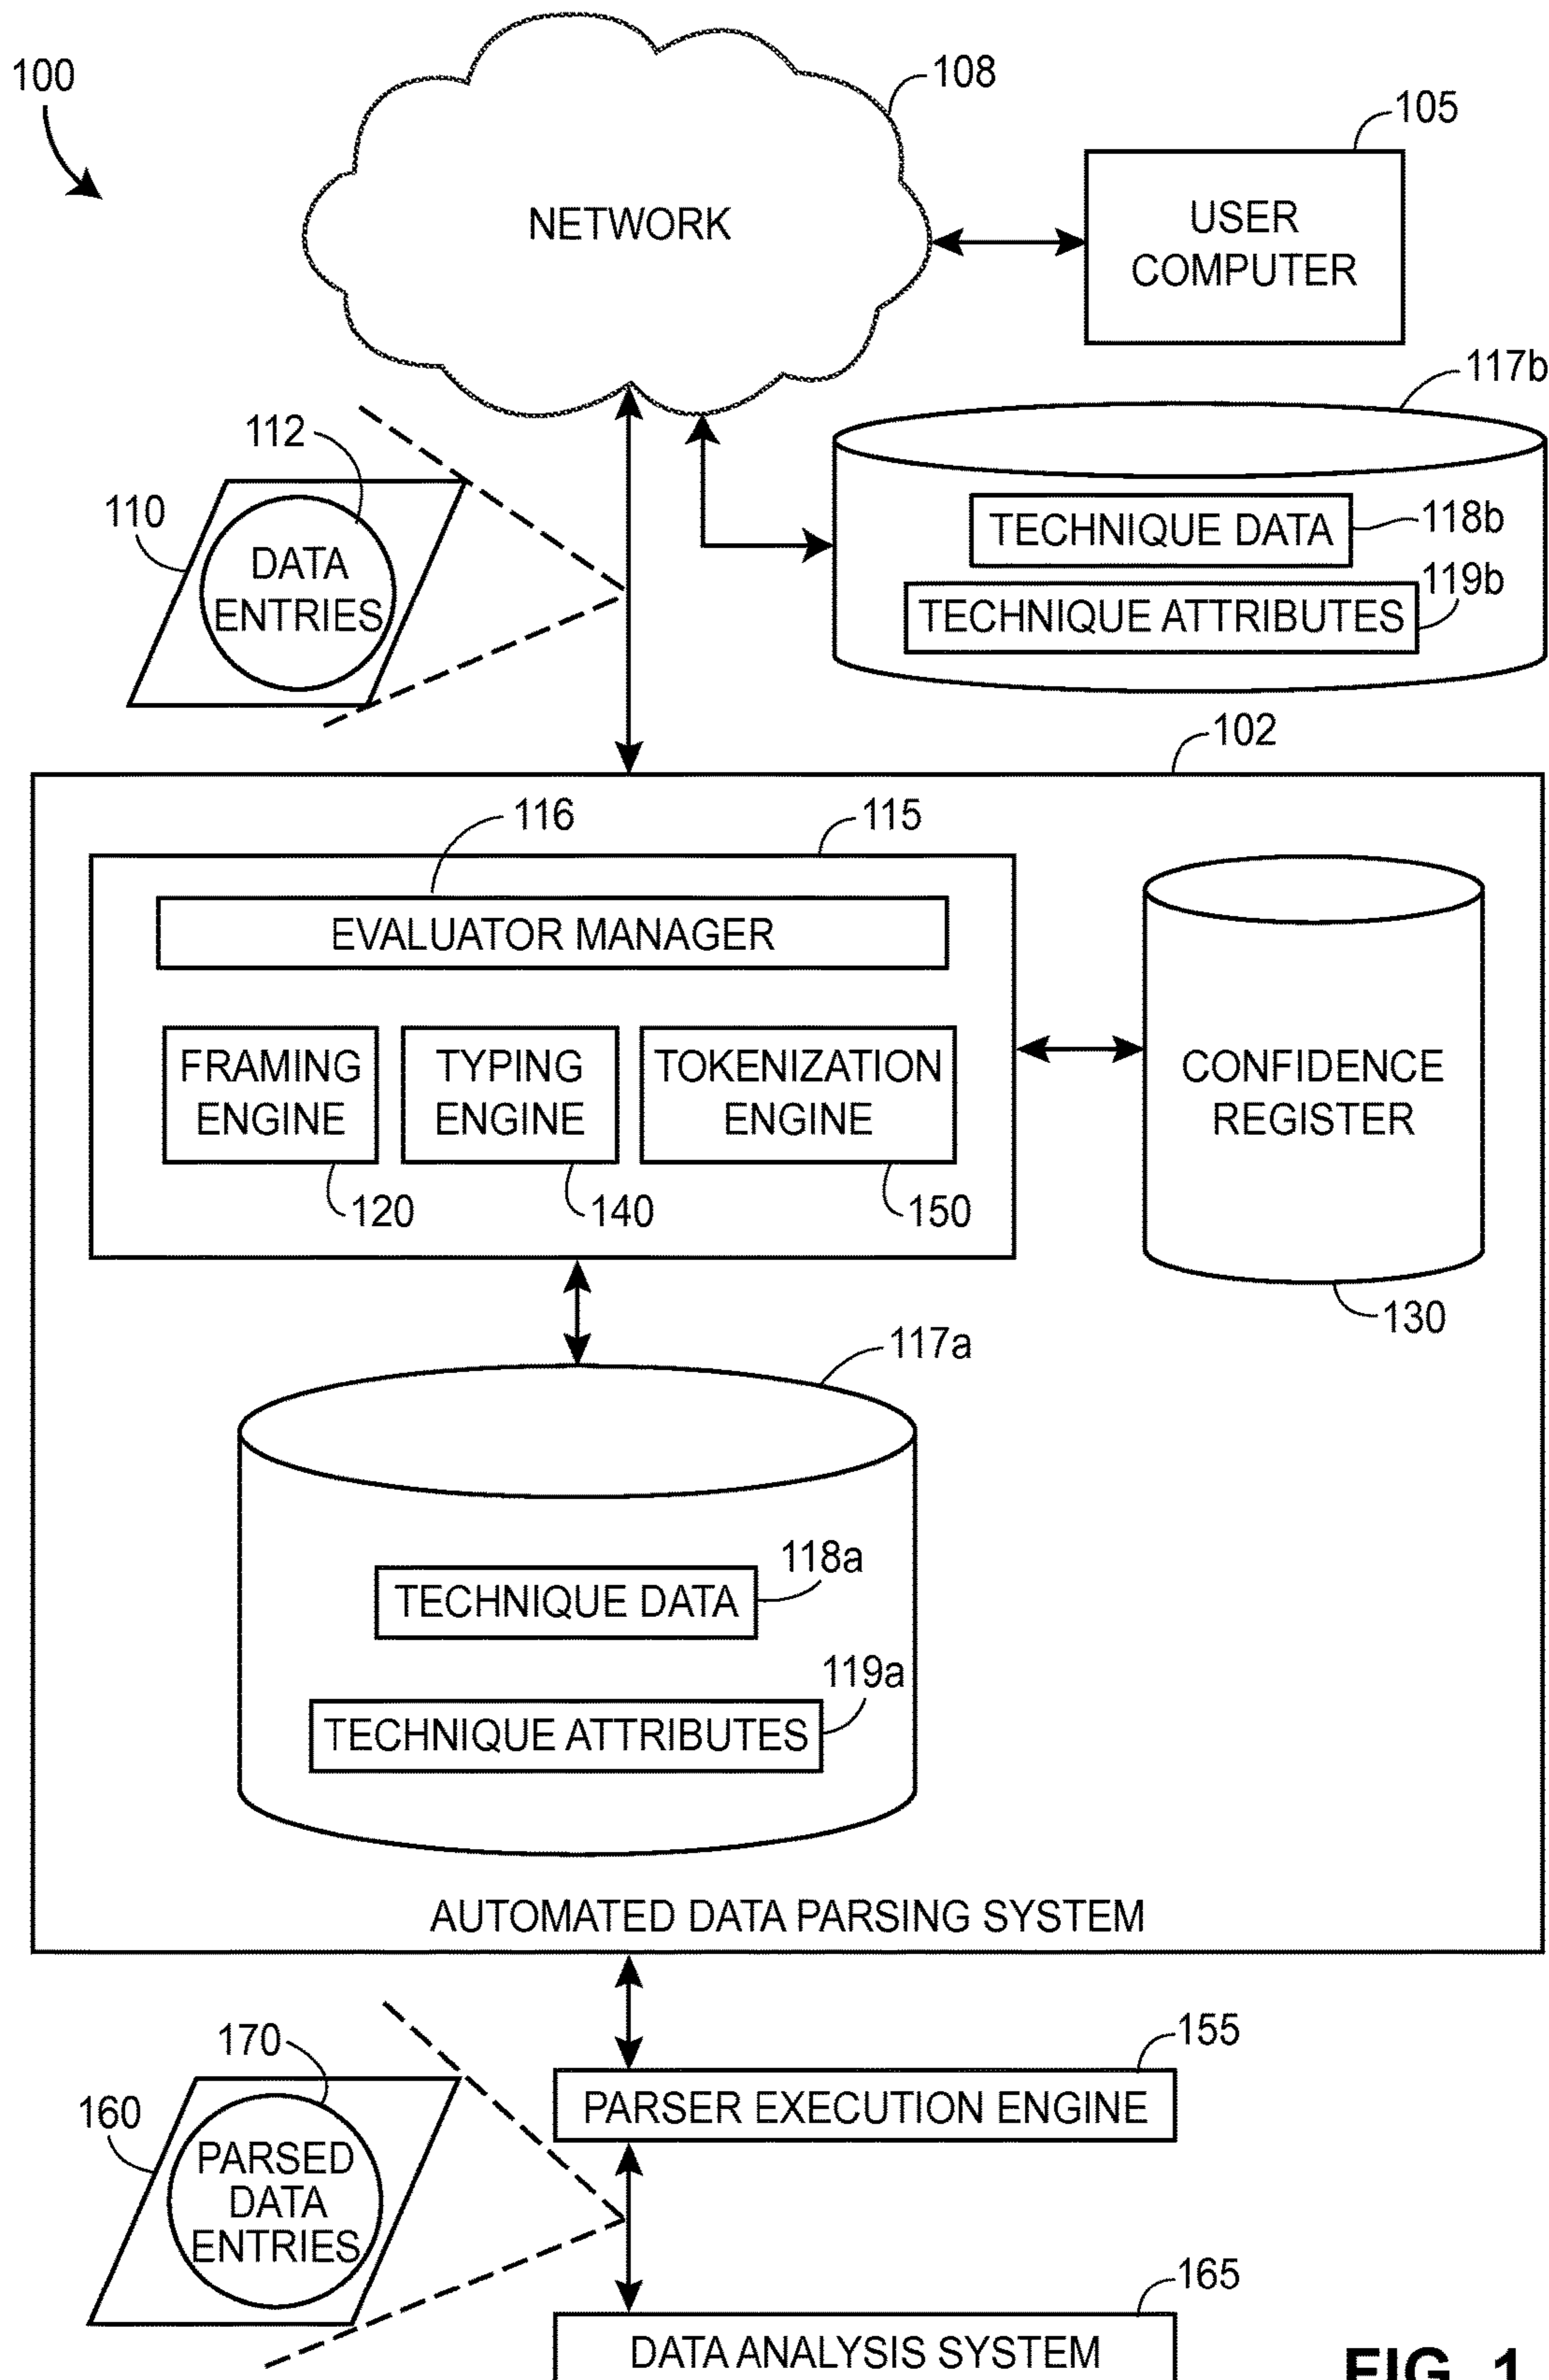 100
108
105
NETWORK
USER
COMPUTER
117b
112
110
DATA
ENTRIES
TECHNIQUE DATA
118b
119b
TECHNIQUE ATTRIBUTES
102
116
115
EVALUATOR MANAGER
FRAMING
ENGINE
TYPING
ENGINE
TOKENIZATION
ENGINE
CONFIDENCE
REGISTER
120
140
150
130
117a
118a
TECHNIQUE DATA
119a
TECHNIQUE ATTRIBUTES
AUTOMATED DATA PARSING SYSTEM
170
155
160
PARSER EXECUTION ENGINE
PARSED
DATA
ENTRIES
165
DATA ANALYSIS SYSTEM
FIG. 1